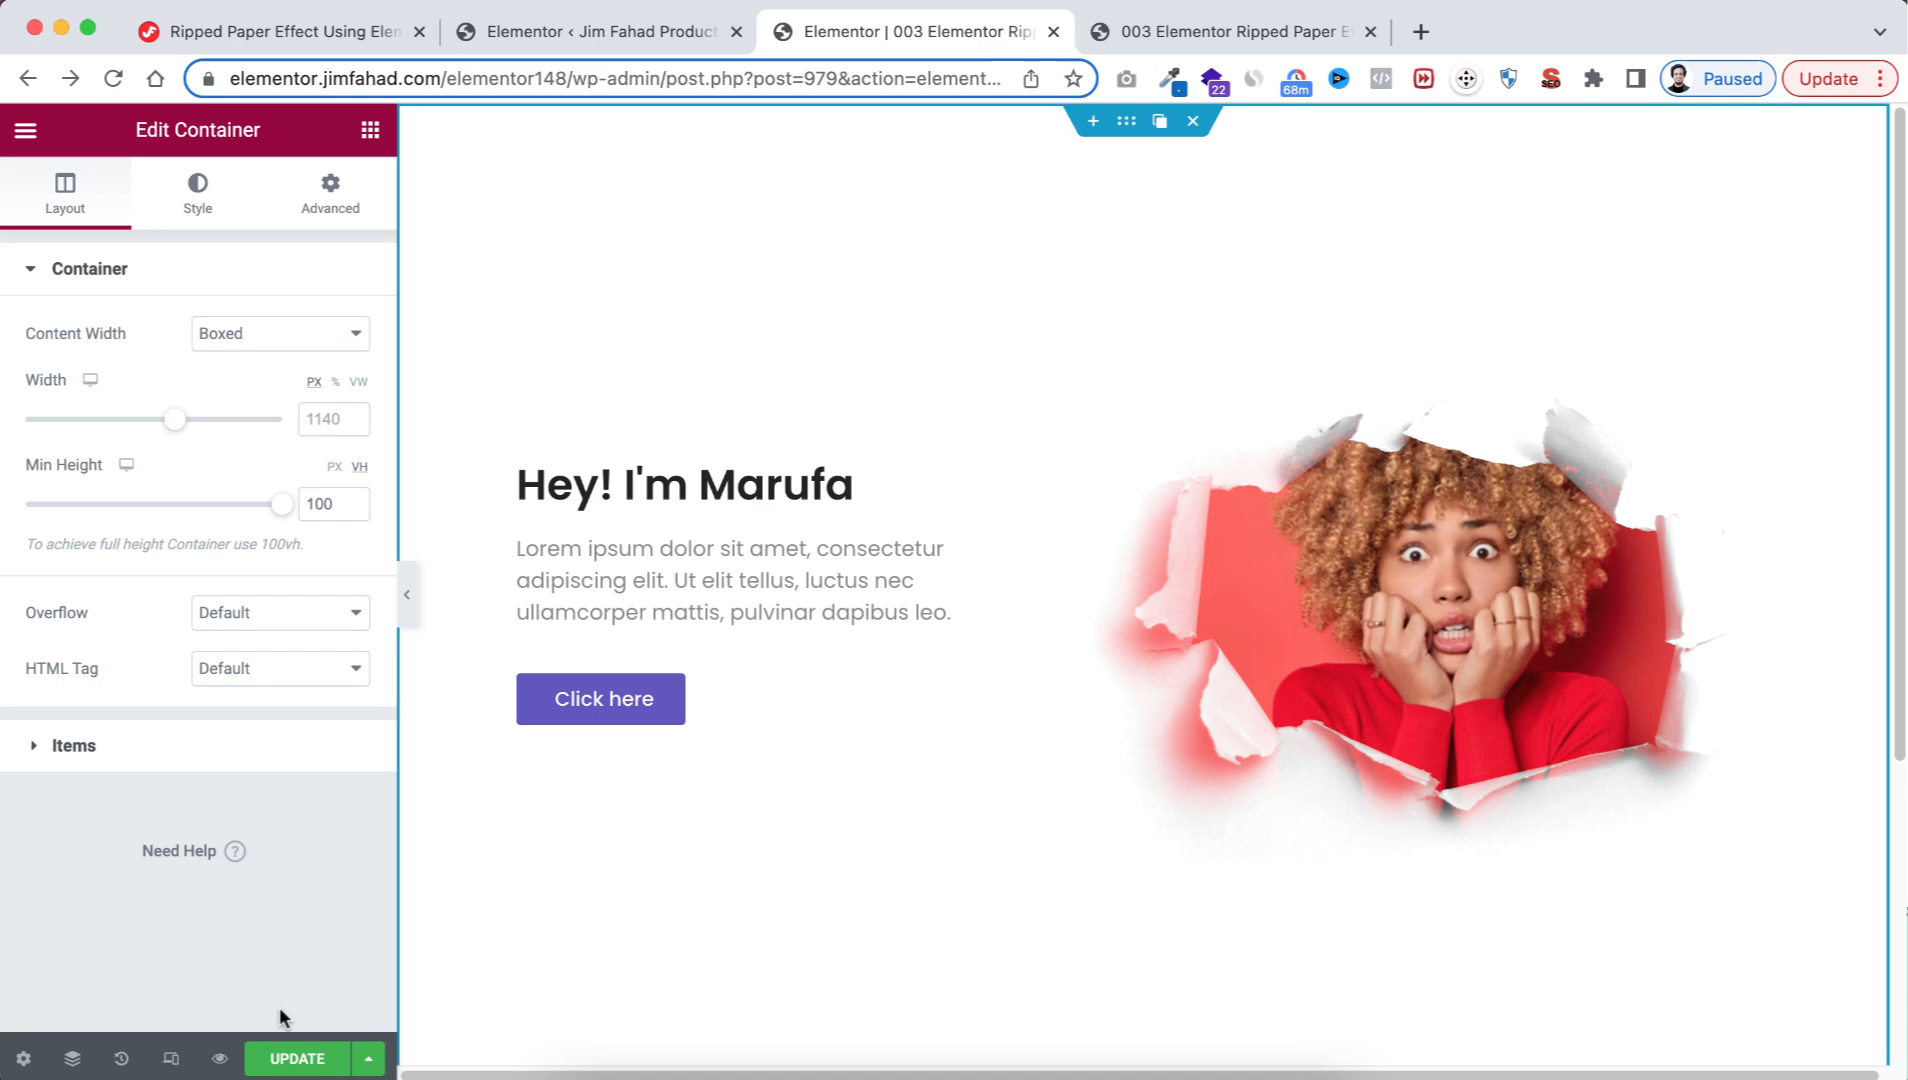 Ripped Paper Effect Using Elen
Elementor ‹ Jim Fahad Product
Elementor | 003 Elementor Rip
003 Elementor Ripped Paper E
elementor.jimfahad.com/elementor148/wp-admin/post.php?post=979&action=element...
22
68m
SEO
Paused
Update
Edit Container
Layout
Style
Advanced
Container
Content Width
Boxed
Width
PX % VW
1140
Min Height
PX VH
100
To achieve full height Container use 100vh.
Overflow
Default
HTML Tag
Default
Items
Need Help ?
UPDATE
Hey! I'm Marufa
Lorem ipsum dolor sit amet, consectetur
adipiscing elit. Ut elit tellus, luctus nec
ullamcorper mattis, pulvinar dapibus leo.
Click here